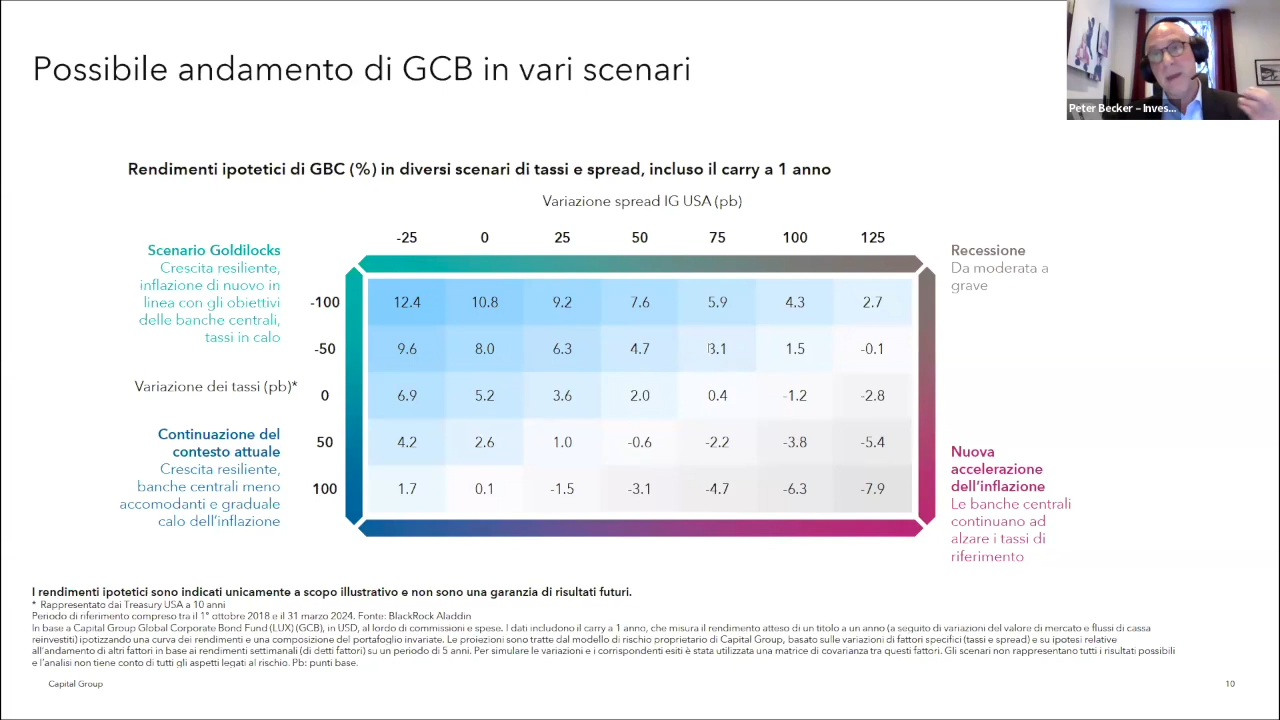 Possibile andamento di GCB in vari scenari
Peter Becker – Inves...
Rendimenti ipotetici di GBC (%) in diversi scenari di tassi e spread, incluso il carry a 1 anno
Variazione spread IG USA (pb)
-25 0 25 50 75 100 125
Scenario Goldilocks
Crescita resiliente,
inflazione di nuovo in
linea con gli obiettivi
delle banche centrali,
tassi in calo
Recessione
Da moderata a
grave
-100 12.4 10.8 9.2 7.6 5.9 4.3 2.7
-50 9.6 8.0 6.3 4.7 3.1 1.5 -0.1
Variazione dei tassi (pb)*
0 6.9 5.2 3.6 2.0 0.4 -1.2 -2.8
50 4.2 2.6 1.0 -0.6 -2.2 -3.8 -5.4
100 1.7 0.1 -1.5 -3.1 -4.7 -6.3 -7.9
Continuazione del
contesto attuale
Crescita resiliente,
banche centrali meno
accomodanti e graduale
calo dell’inflazione
Nuova
accelerazione
dell’inflazione
Le banche centrali
continuano ad
alzare i tassi di
riferimento
I rendimenti ipotetici sono indicati unicamente a scopo illustrativo e non sono una garanzia di risultati futuri.
* Rappresentato dai Treasury USA a 10 anni
Periodo di riferimento compreso tra il 1° ottobre 2018 e il 31 marzo 2024. Fonte: BlackRock Aladdin
In base a Capital Group Global Corporate Bond Fund (LUX) (GCB), in USD, al lordo di commissioni e spese. I dati includono il carry a 1 anno, che misura il rendimento atteso di un titolo a un anno (a seguito di variazioni del valore di mercato e flussi di cassa
reinvestiti) ipotizzando una curva dei rendimenti e una composizione del portafoglio invariate. Le proiezioni sono tratte dal modello di rischio proprietario di Capital Group, basato sulle variazioni di fattori specifici (tassi e spread) e su ipotesi relative
all’andamento di altri fattori in base ai rendimenti settimanali (di detti fattori) su un periodo di 5 anni. Per simulare le variazioni e i corrispondenti esiti è stata utilizzata una matrice di covarianza tra questi fattori. Gli scenari non rappresentano tutti i risultati possibili
e l’analisi non tiene conto di tutti gli aspetti legati al rischio. Pb: punti base.
Capital Group
10